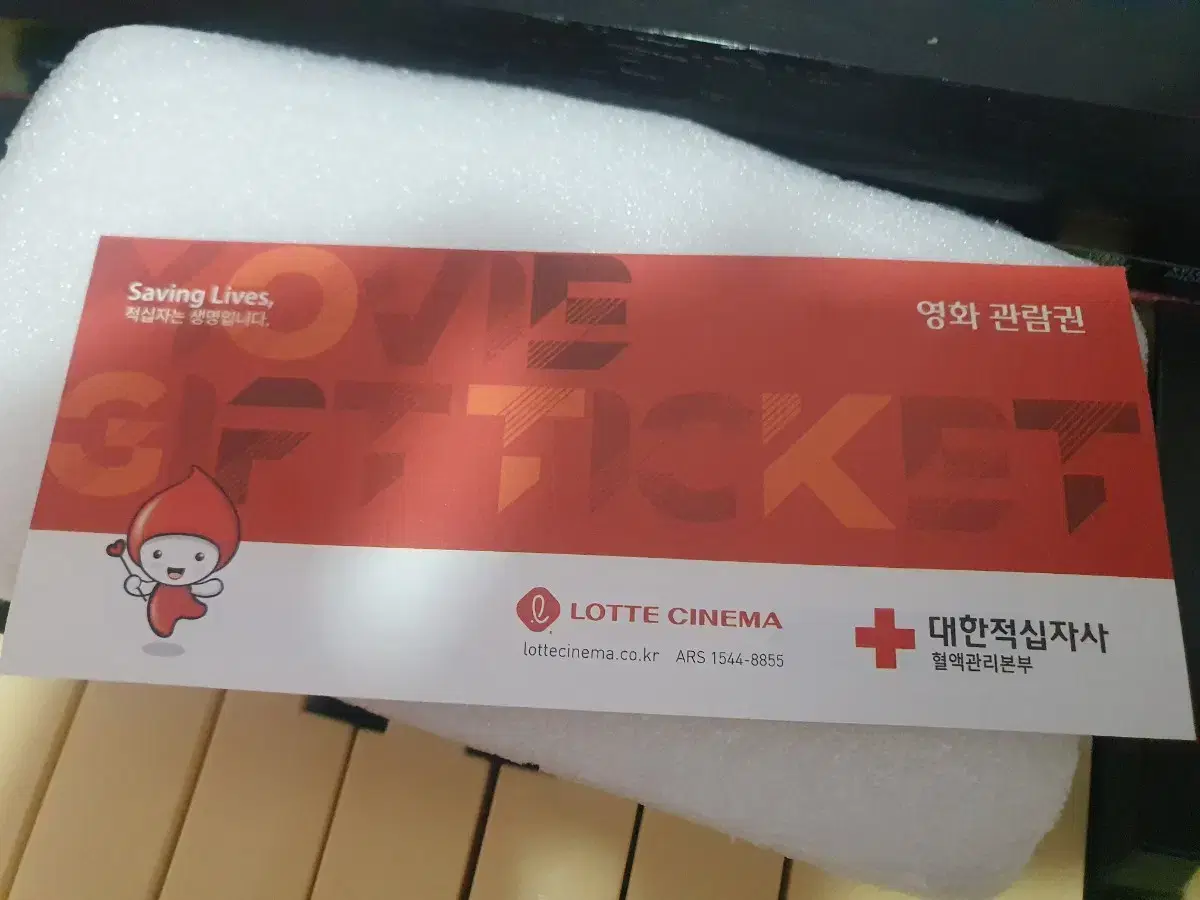 Saving Lives,
적십자는 생명입니다.
영화 관람권
MOVIE
GIFT TICKET
LOTTE CINEMA
lottecinema.co.kr ARS 1544-8855
대한적십자사
혈액관리본부